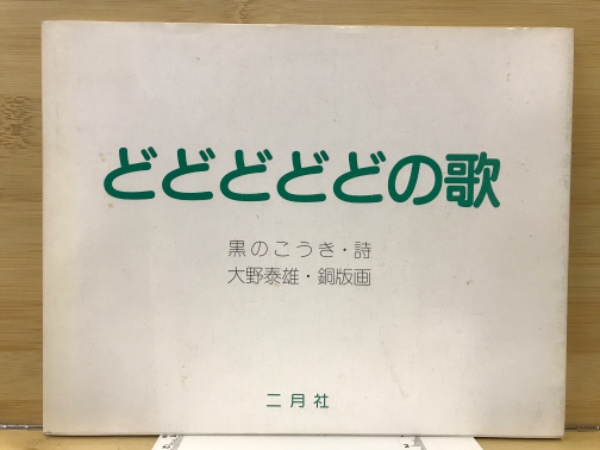 どどどどどの歌
黒のこうき・詩
大野泰雄・銅版画
二月社